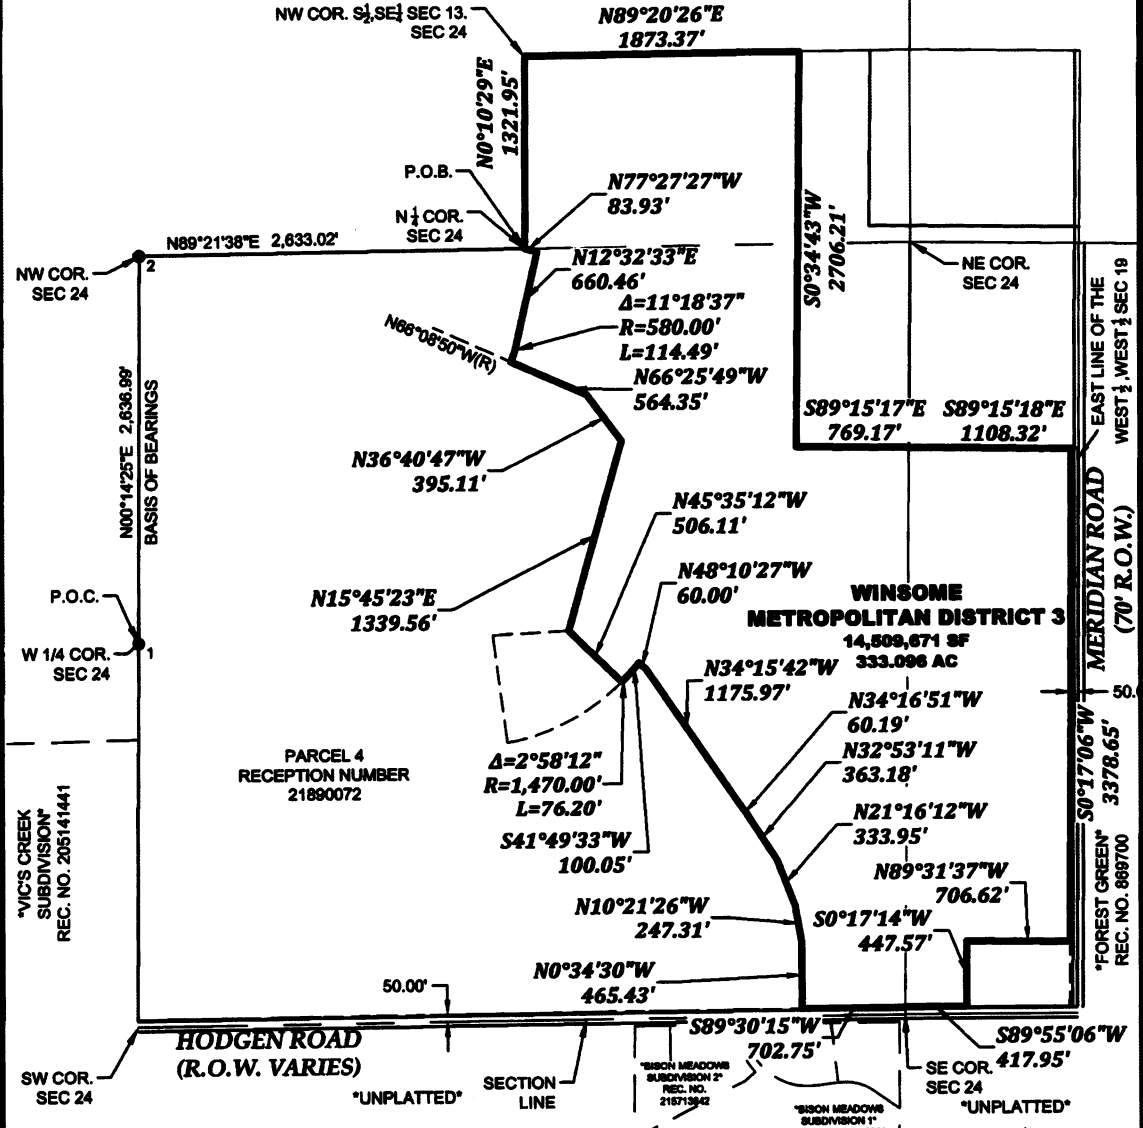 NW COR. S½,SE¼ SEC 13.
SEC 24
N89°20'26"E
1873.37'
N0°10'29"E
1321.95'
P.O.B.
N ¼ COR.
SEC 24
N77°27'27"W
83.93'
N89°21'38"E 2,633.02'
NW COR.
SEC 24
2
N12°32'33"E
660.46'
S0°34'43"W
2706.21'
NE COR.
SEC 24
EAST LINE OF THE
WEST ½,WEST ½ SEC 19
Δ=11°18'37"
R=580.00'
L=114.49'
N66°08'50"W(R)
N66°25'49"W
564.35'
N00°14'25"E 2,636.99'
BASIS OF BEARINGS
S89°15'17"E
769.17'
S89°15'18"E
1108.32'
N36°40'47"W
395.11'
N45°35'12"W
506.11'
MERIDIAN ROAD
(70' R.O.W.)
N48°10'27"W
60.00'
P.O.C.
N15°45'23"E
1339.56'
WINSOME
METROPOLITAN DISTRICT 3
14,509,671 SF
333.096 AC
W 1/4 COR.
SEC 24
1
N34°15'42"W
1175.97'
50.
N34°16'51"W
60.19'
S0°17'06"W
3378.65'
PARCEL 4
RECEPTION NUMBER
21890072
Δ=2°58'12"
R=1,470.00'
L=76.20'
N32°53'11"W
363.18'
"VIC'S CREEK
SUBDIVISION"
REC. NO. 205141441
N21°16'12"W
333.95'
S41°49'33"W
100.05'
"FOREST GREEN"
REC. NO. 869700
N89°31'37"W
706.62'
N10°21'26"W
247.31'
S0°17'14"W
447.57'
N0°34'30"W
465.43'
50.00'
HODGEN ROAD
(R.O.W. VARIES)
S89°30'15"W
702.75'
S89°55'06"W
417.95'
SW COR.
SEC 24
"UNPLATTED"
SECTION
LINE
"BISON MEADOWS
SUBDIVISION 2"
REC. NO.
SE COR.
SEC 24
"BISON MEADOWS
SUBDIVISION 1"
"UNPLATTED"